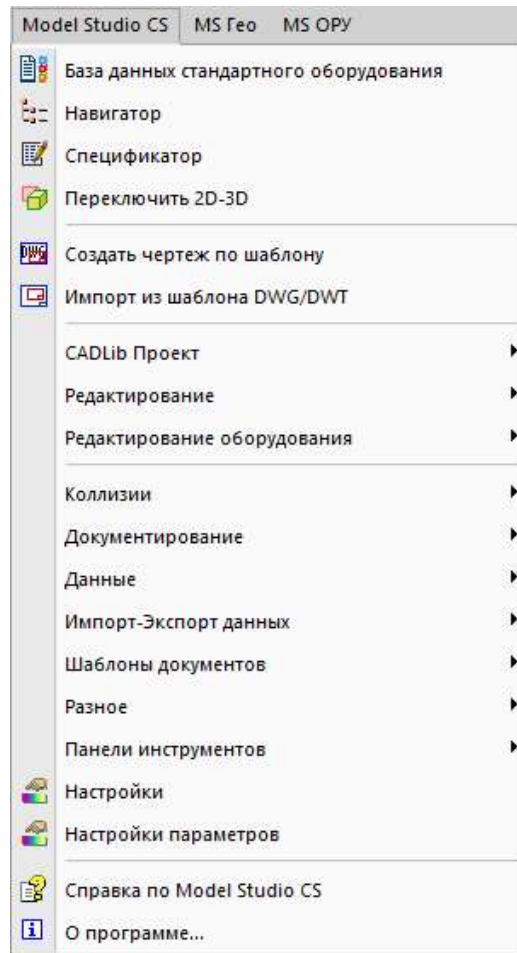 Model Studio CS MS Гео MS ОРУ
База данных стандартного оборудования
Навигатор
Спецификатор
Переключить 2D-3D
DWG Создать чертеж по шаблону
Импорт из шаблона DWG/DWT
CADLib Проект
Редактирование
Редактирование оборудования
Коллизии
Документирование
Данные
Импорт-Экспорт данных
Шаблоны документов
Разное
Панели инструментов
Настройки
Настройки параметров
Справка по Model Studio CS
О программе...